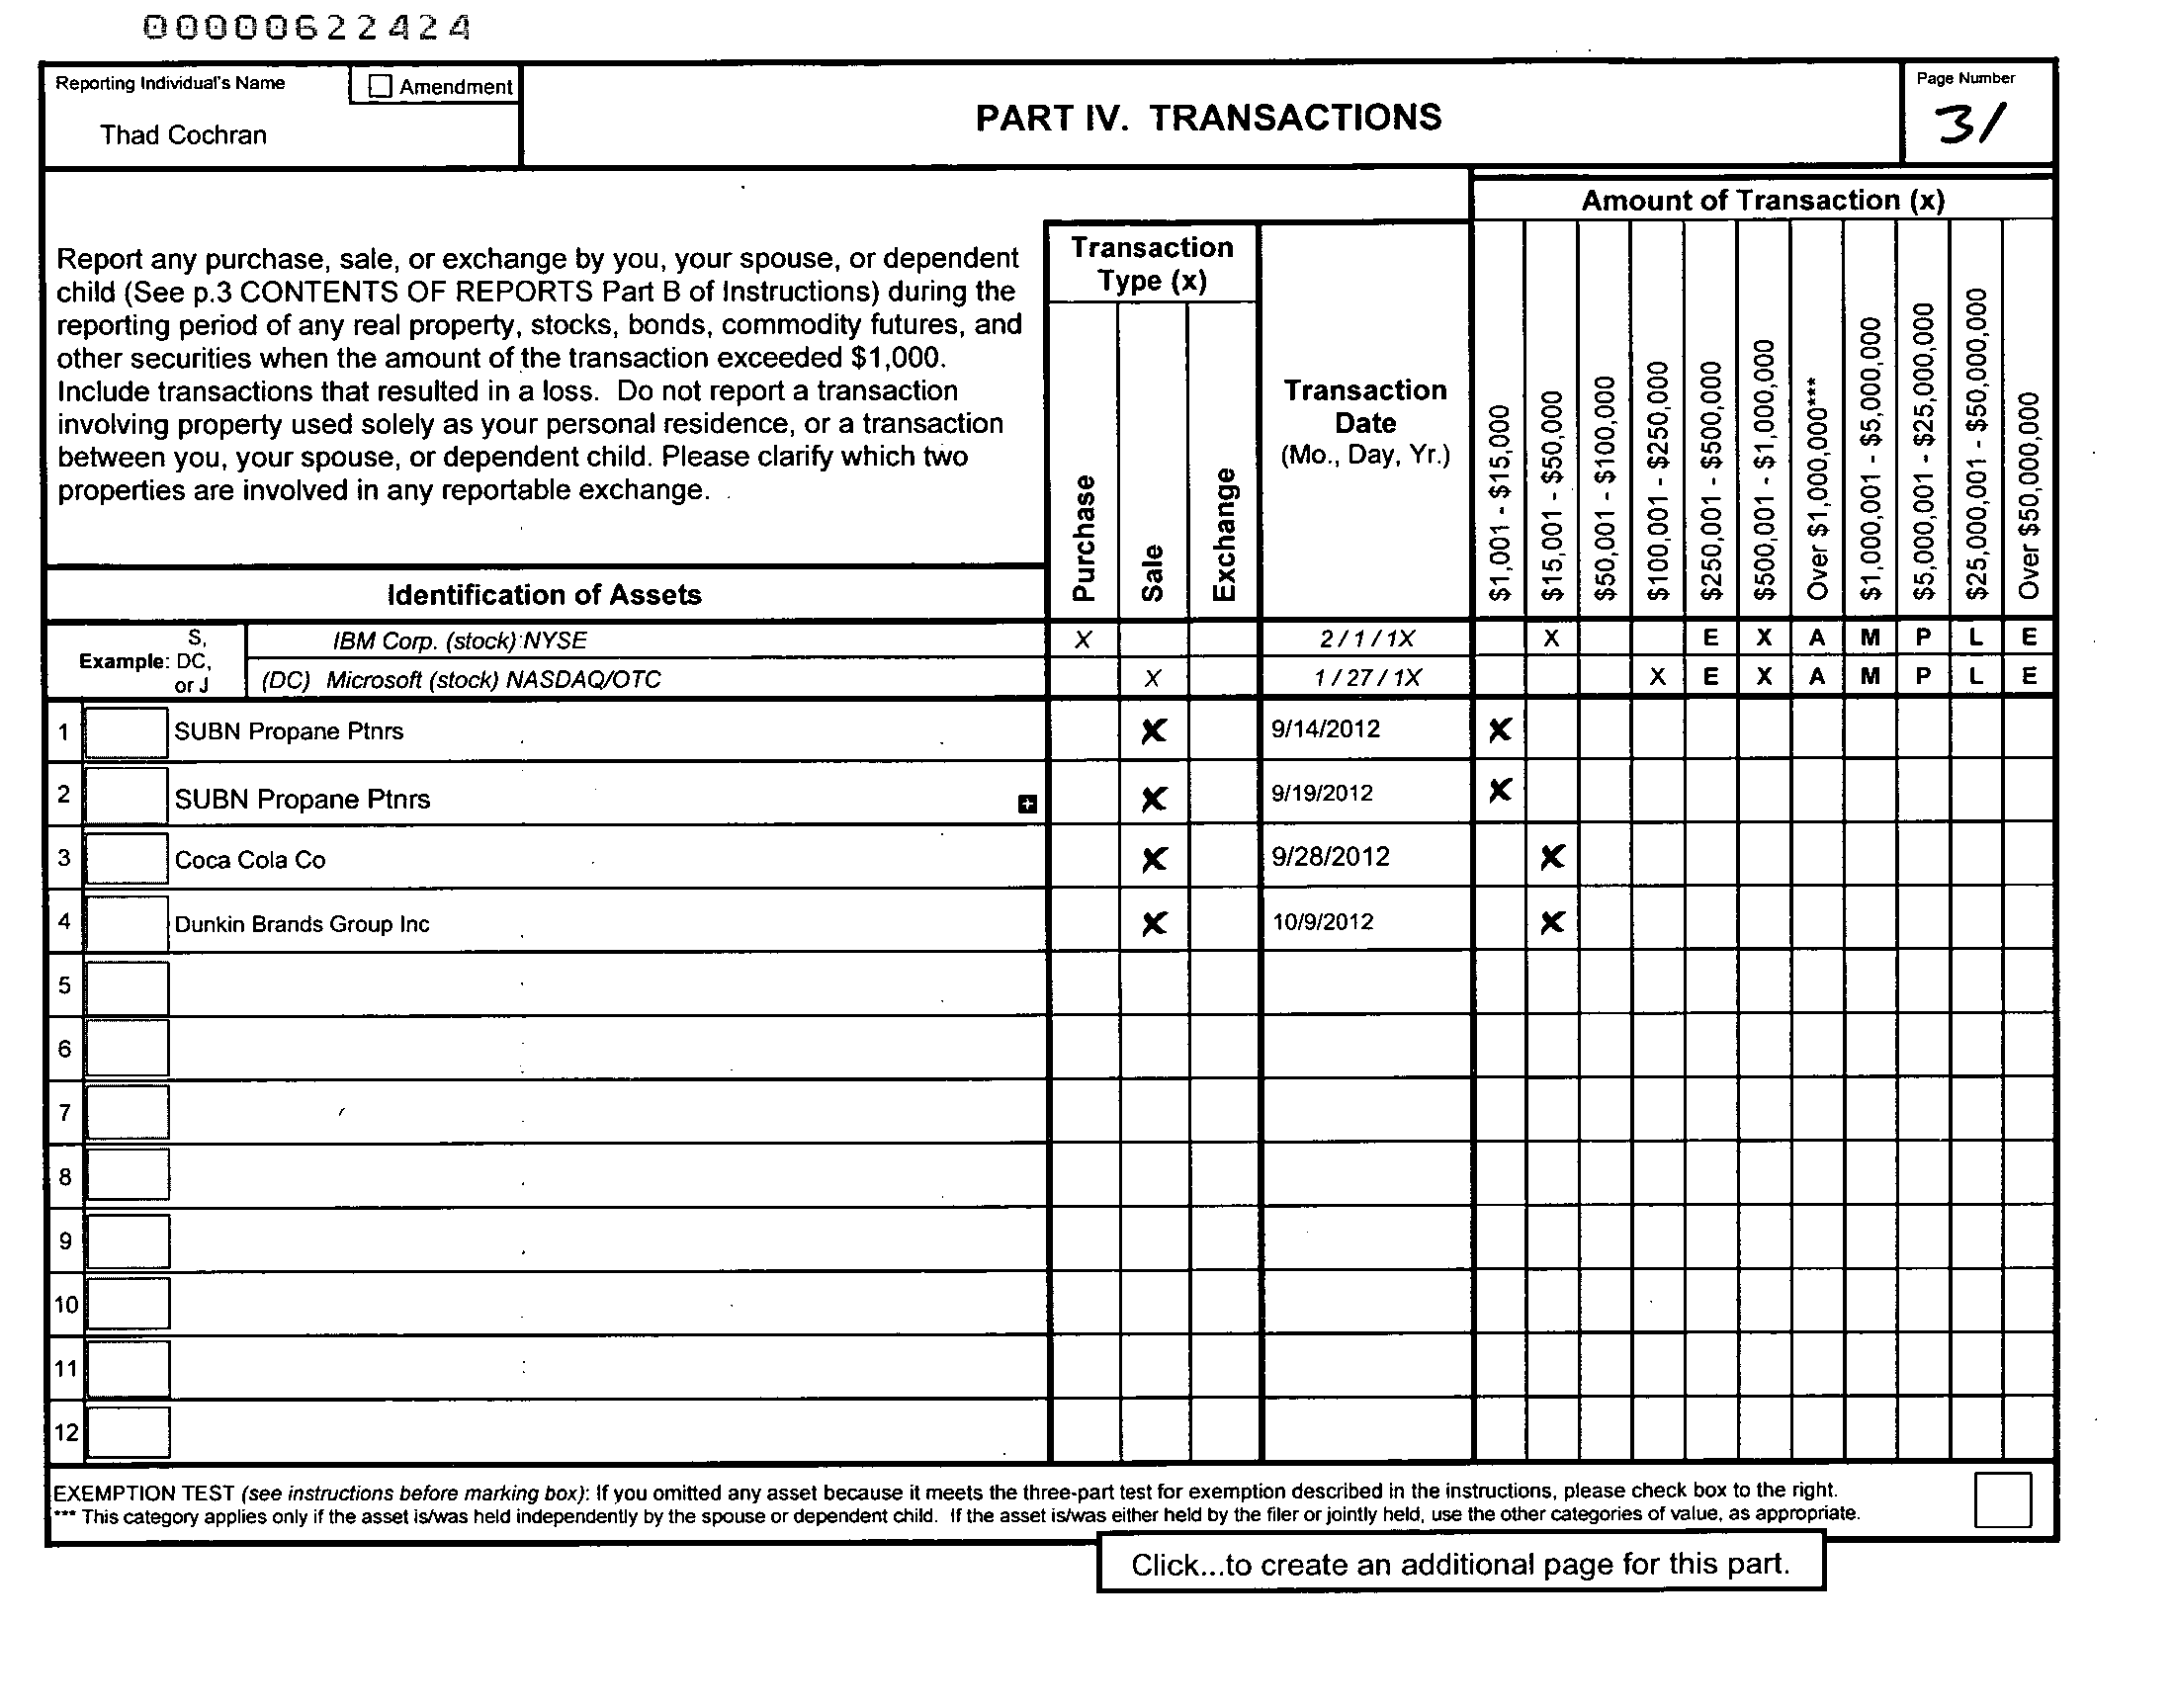 00000622424
Reporting Individual's Name
Amendment
Thad Cochran
PART IV. TRANSACTIONS
Page Number
31
Amount of Transaction (x)
Report any purchase, sale, or exchange by you, your spouse, or dependent
child (See p.3 CONTENTS OF REPORTS Part B of Instructions) during the
reporting period of any real property, stocks, bonds, commodity futures, and
other securities when the amount of the transaction exceeded $1,000.
Include transactions that resulted in a loss. Do not report a transaction
involving property used solely as your personal residence, or a transaction
between you, your spouse, or dependent child. Please clarify which two
properties are involved in any reportable exchange.
Transaction
Type (x)
Purchase
Sale
Exchange
Transaction
Date
(Mo., Day, Yr.)
$1,001 - $15,000
$15,001 - $50,000
$50,001 - $100,000
$100,001 - $250,000
$250,001 - $500,000
$500,001 - $1,000,000
Over $1,000,000***
$1,000,001 - $5,000,000
$5,000,001 - $25,000,000
$25,000,001 - $50,000,000
Over $50,000,000
Identification of Assets
Example:
S,
DC,
or J
IBM Corp. (stock) NYSE X 2 / 1 / 1X X E X A M P L E
(DC) Microsoft (stock) NASDAQ/OTC X 1 / 27 / 1X X E X A M P L E
1 SUBN Propane Ptnrs X 9/14/2012 X
2 SUBN Propane Ptnrs + X 9/19/2012 X
3 Coca Cola Co X 9/28/2012 X
4 Dunkin Brands Group Inc X 10/9/2012 X
5
6
7
8
9
10
11
12
EXEMPTION TEST (see instructions before marking box): If you omitted any asset because it meets the three-part test for exemption described in the instructions, please check box to the right.
*** This category applies only if the asset is/was held independently by the spouse or dependent child. If the asset is/was either held by the filer or jointly held, use the other categories of value, as appropriate.
Click...to create an additional page for this part.